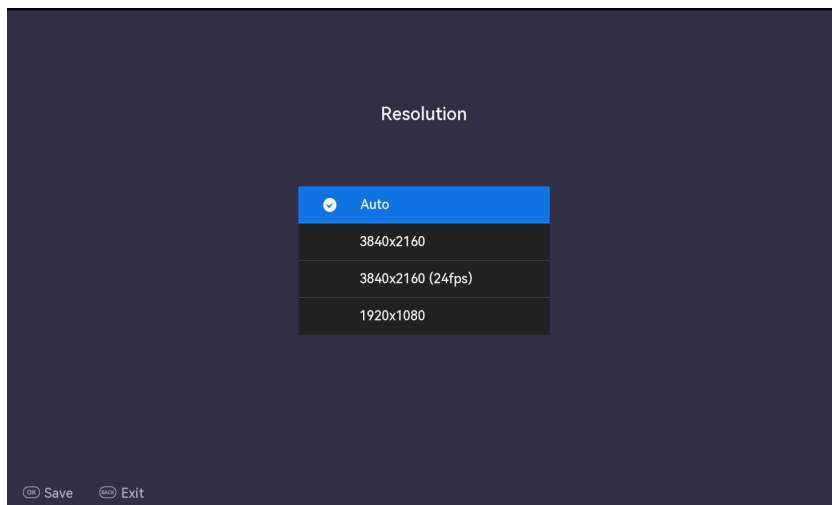 Resolution
Auto
3840x2160
3840x2160 (24fps)
1920x1080
OK Save BACK Exit